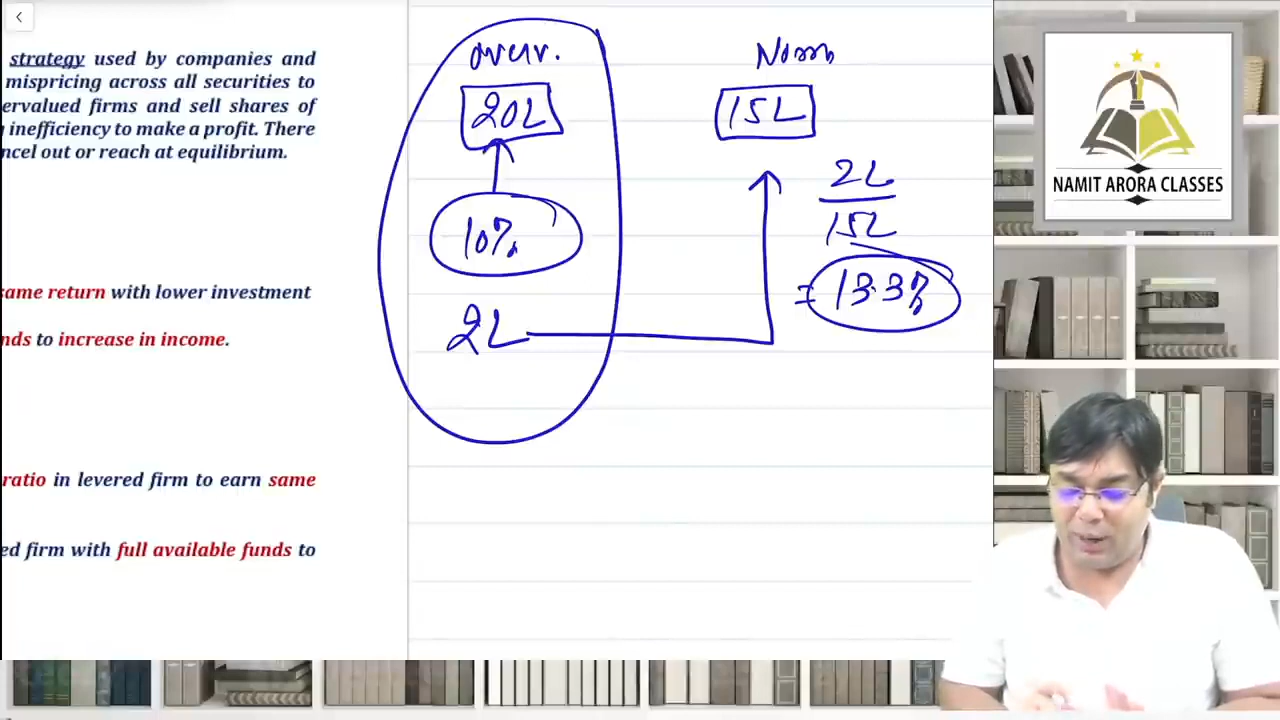 strategy used by companies and
mispricing across all securities to
ervalued firms and sell shares of
inefficiency to make a profit. There
ncel out or reach at equilibrium.
ame return with lower investment
nds to increase in income.
ratio in levered firm to earn same
ed firm with full available funds to
over.
20L
10%
2L
Norm
15L
2L
15L
= 13.3%
NAMIT ARORA CLASSES